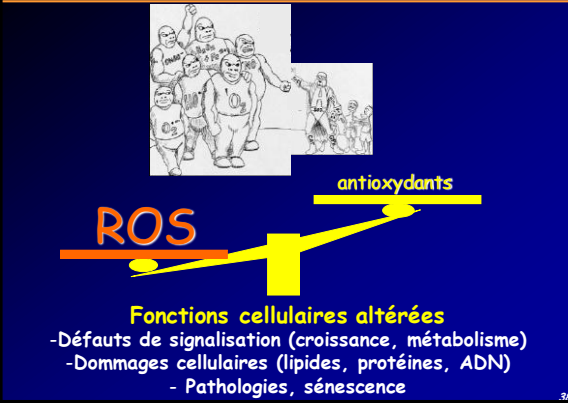 antioxydants
ROS
Fonctions cellulaires altérées
-Défauts de signalisation (croissance, métabolisme)
-Dommages cellulaires (lipides, protéines, ADN)
- Pathologies, sénescence